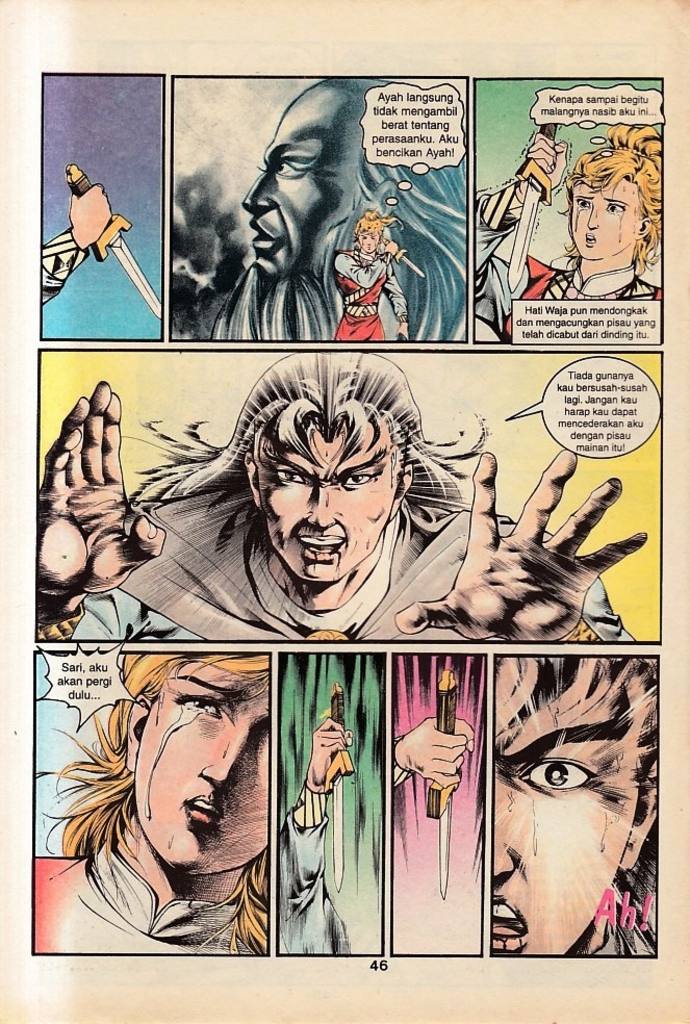 Ayah langsung
tidak mengambil
berat tentang
perasaanku. Aku
bencikan Ayah!
Kenapa sampai begitu
malangnya nasib aku ini...
Hati Waja pun mendongkak
dan mengacungkan pisau yang
telah dicabut dari dinding itu.
Tiada gunanya
kau bersusah-susah
lagi. Jangan kau
harap kau dapat
mencederakan aku
dengan pisau
mainan itu!
Sari, aku
akan pergi
dulu...
Ah!
46